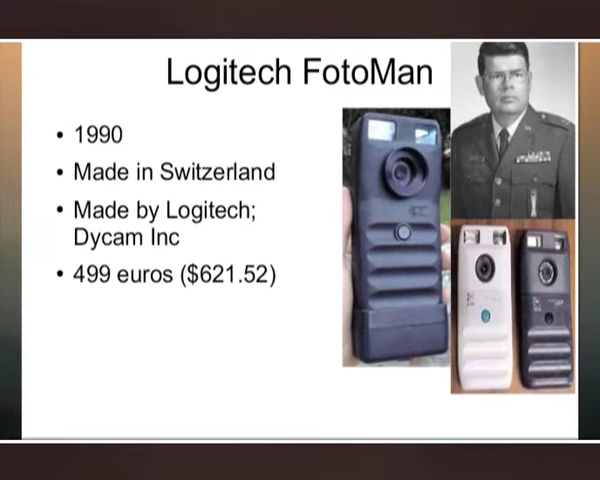 Logitech FotoMan
• 1990
• Made in Switzerland
• Made by Logitech;
Dycam Inc
• 499 euros ($621.52)